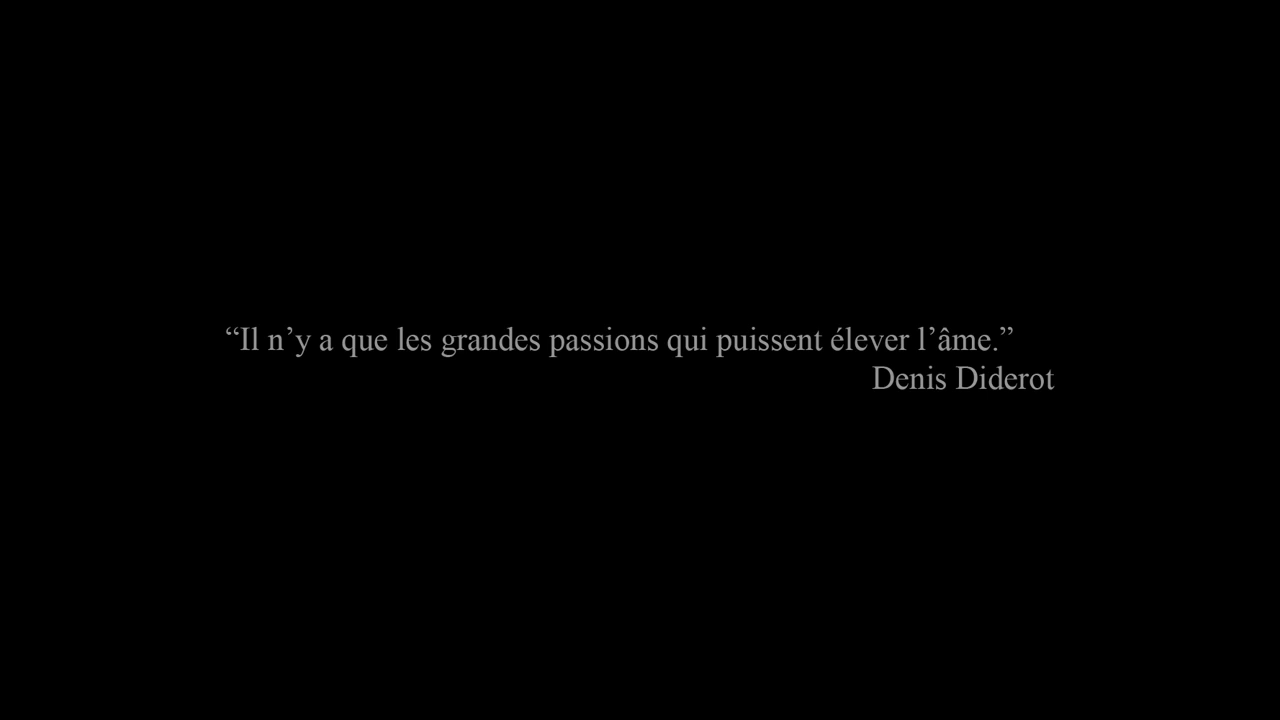 “Il n’y a que les grandes passions qui puissent élever l’âme.”
Denis Diderot